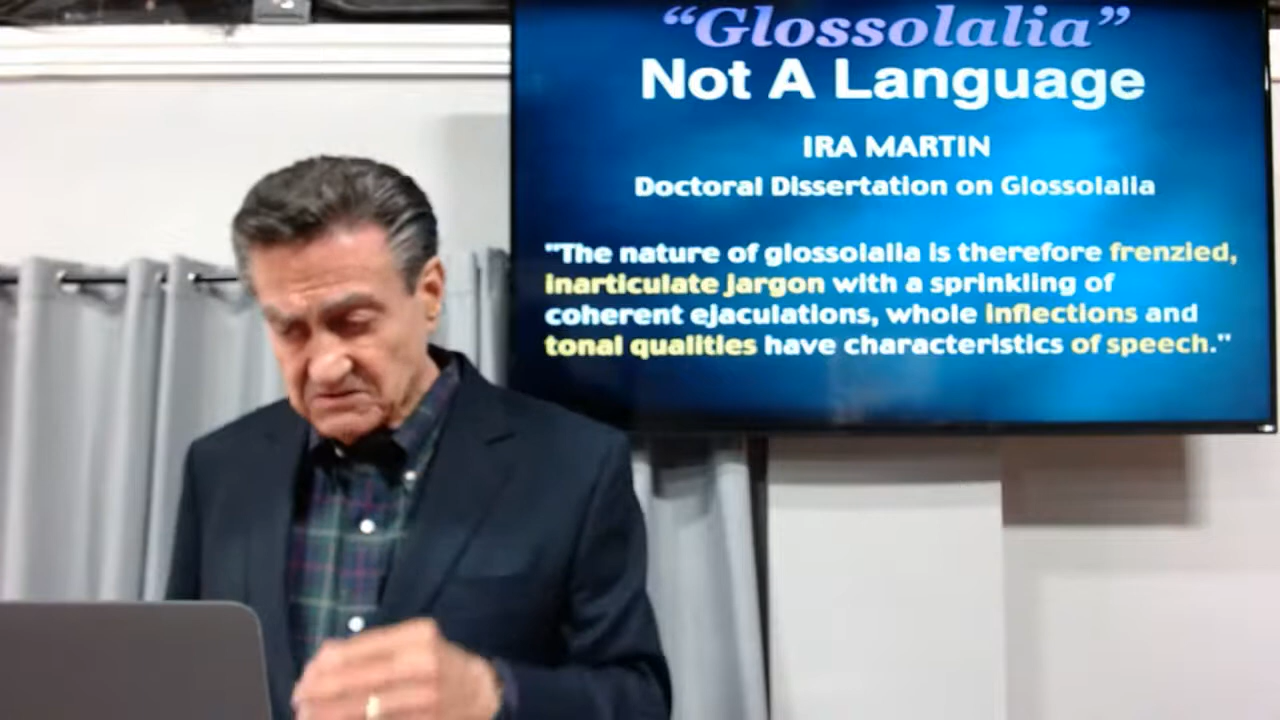 “Glossolalia”
Not A Language
IRA MARTIN
Doctoral Dissertation on Glossolalia
"The nature of glossolalia is therefore frenzied,
inarticulate jargon with a sprinkling of
coherent ejaculations, whole inflections and
tonal qualities have characteristics of speech."